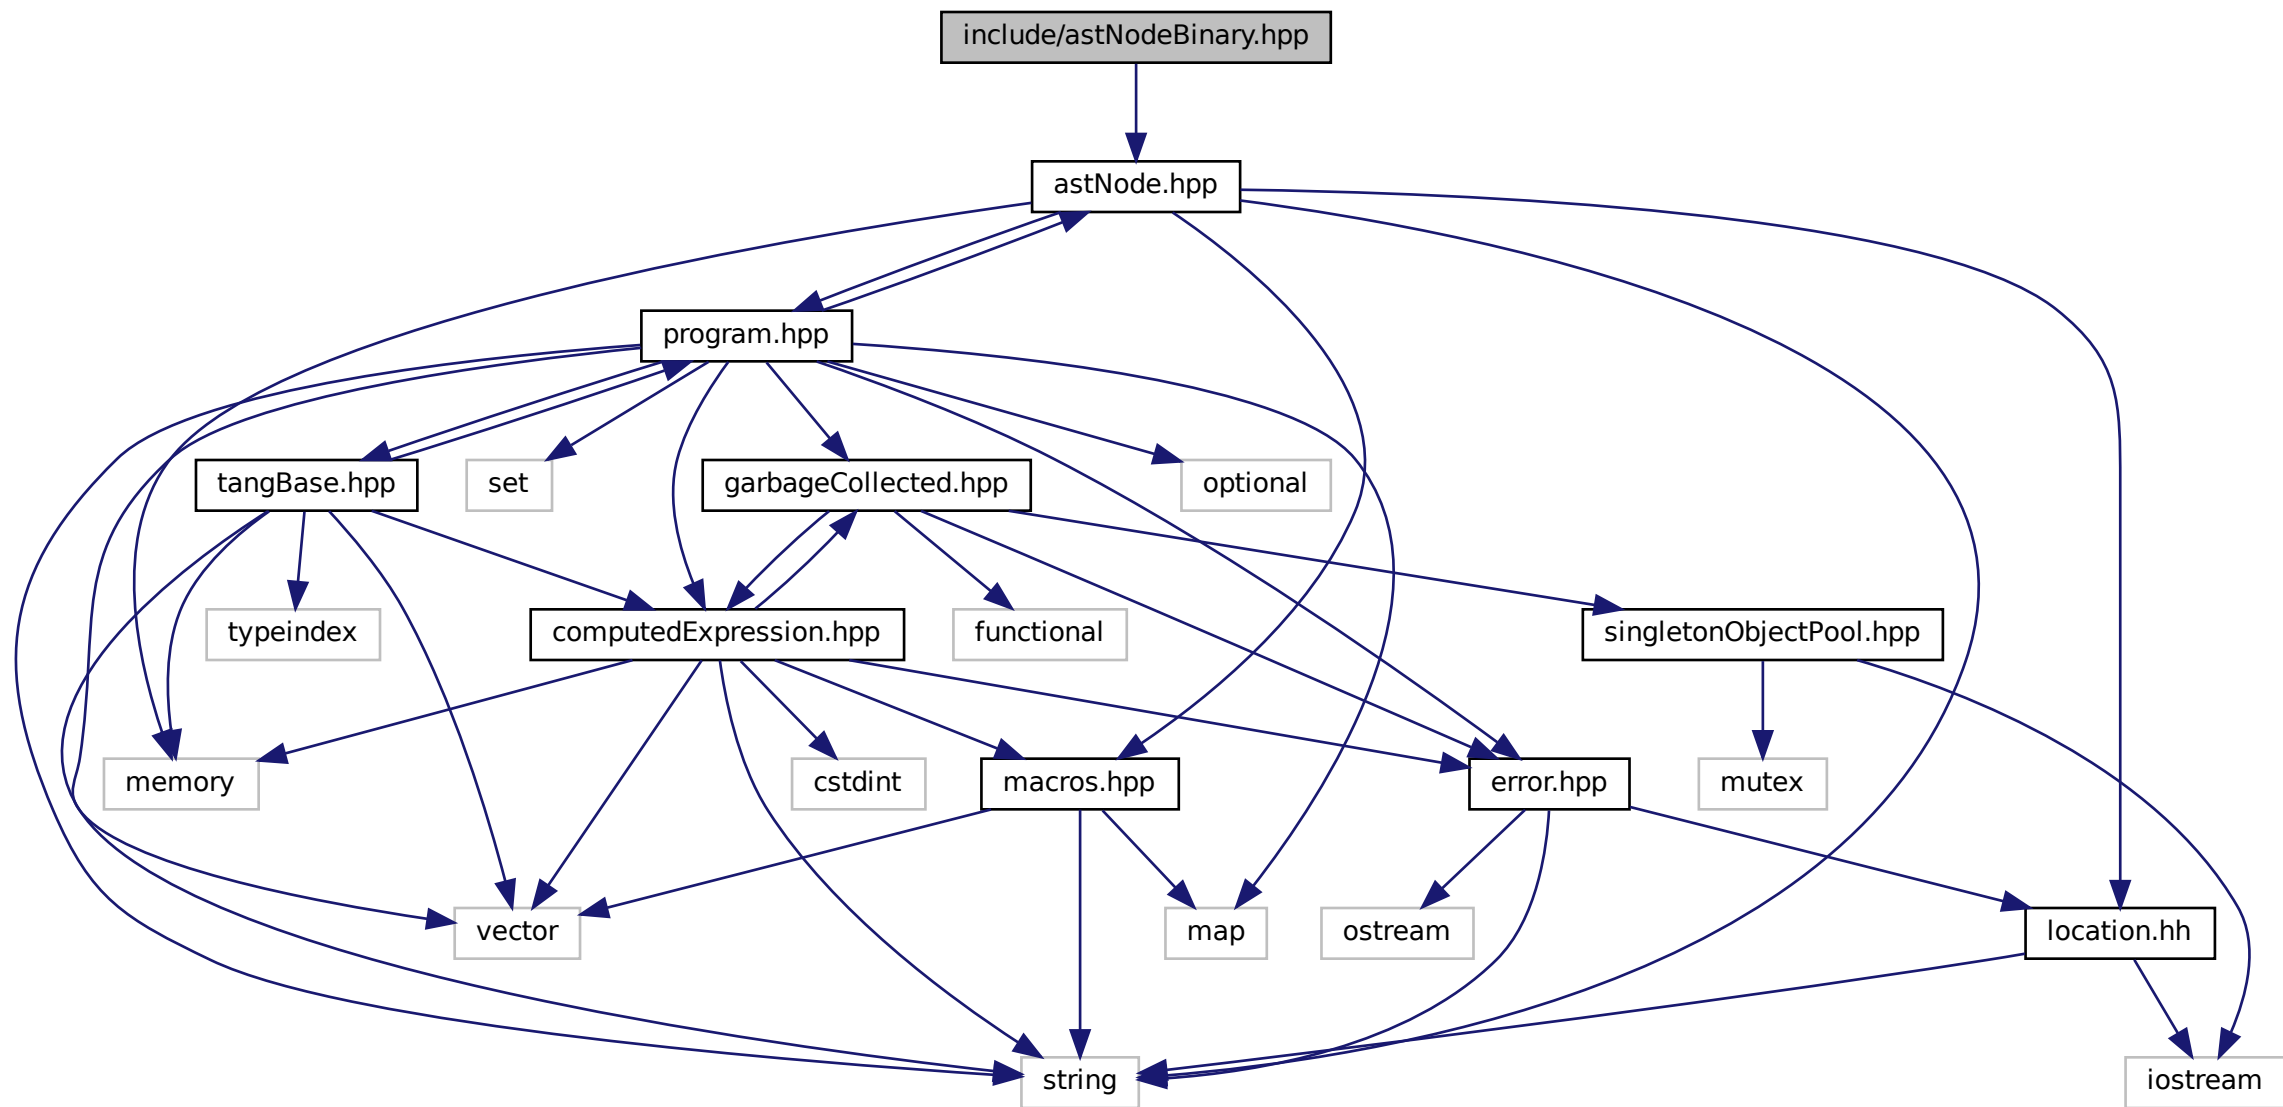 include/astNodeBinary.hpp
astNode.hpp
program.hpp
tangBase.hpp
set
garbageCollected.hpp
optional
typeindex
computedExpression.hpp
functional
singletonObjectPool.hpp
memory
cstdint
macros.hpp
error.hpp
mutex
vector
map
ostream
location.hh
string
iostream